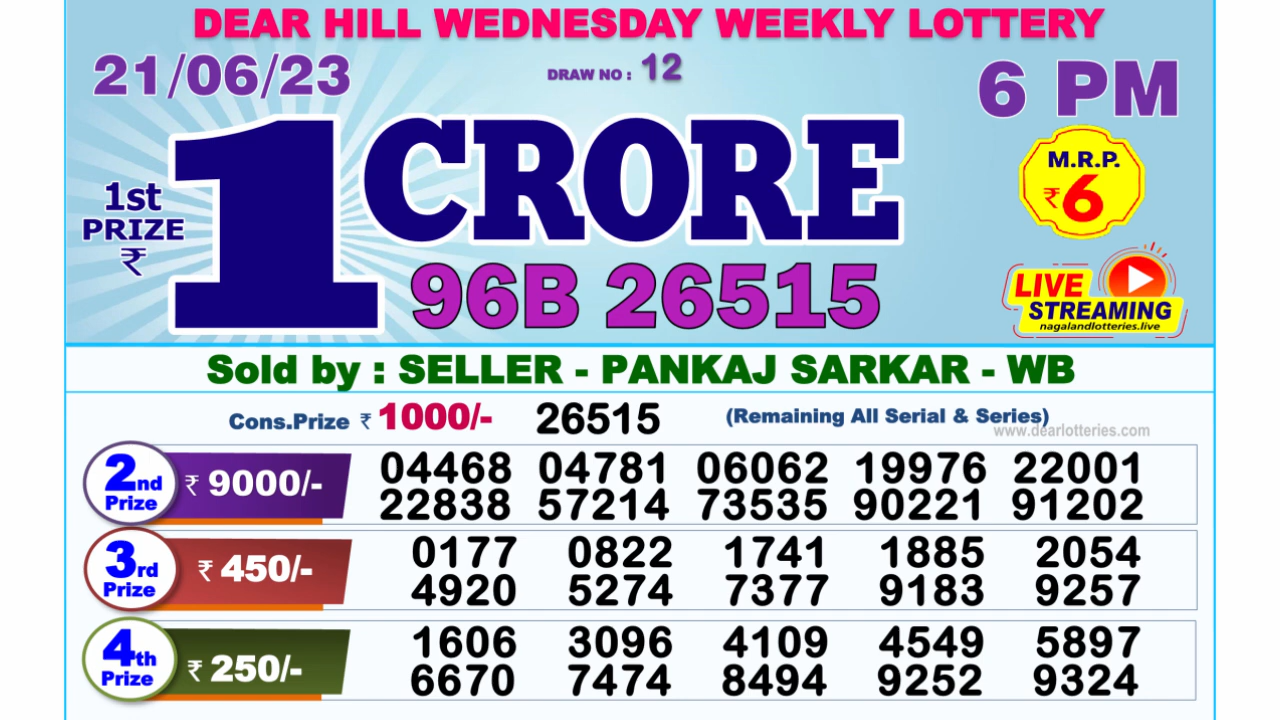 DEAR HILL WEDNESDAY WEEKLY LOTTERY
21/06/23
DRAW NO : 12
6 PM
1st
PRIZE
₹
1 CRORE
M.R.P.
₹6
96B 26515
LIVE
STREAMING
nagalandlotteries.live
Sold by : SELLER - PANKAJ SARKAR - WB
Cons.Prize ₹ 1000/- 26515 (Remaining All Serial & Series)
www.dearlotteries.com
2nd
Prize
₹ 9000/-
04468 04781 06062 19976 22001
22838 57214 73535 90221 91202
3rd
Prize
₹ 450/-
0177 0822 1741 1885 2054
4920 5274 7377 9183 9257
4th
Prize
₹ 250/-
1606 3096 4109 4549 5897
6670 7474 8494 9252 9324